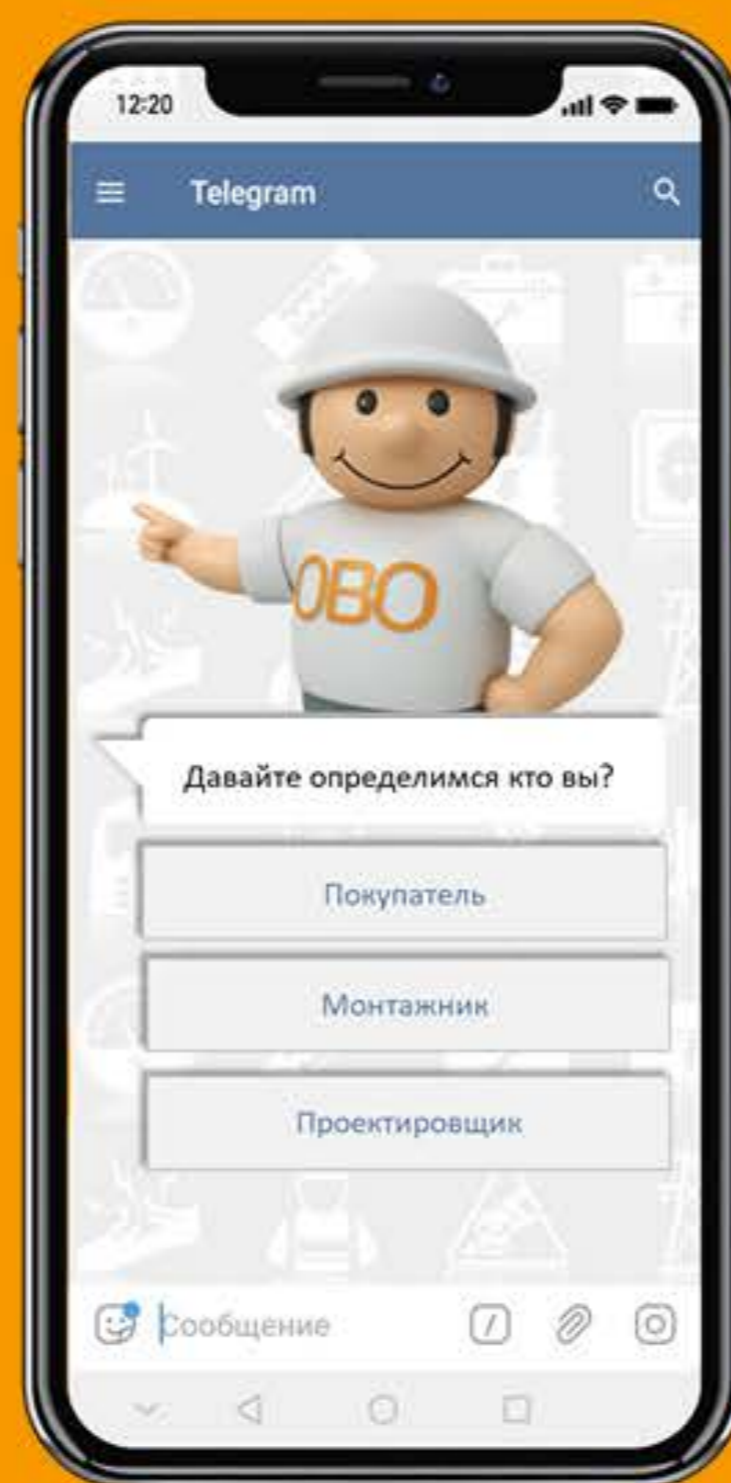 12:20
Telegram
OBO
Давайте определимся кто вы?
Покупатель
Монтажник
Проектировщик
Сообщение